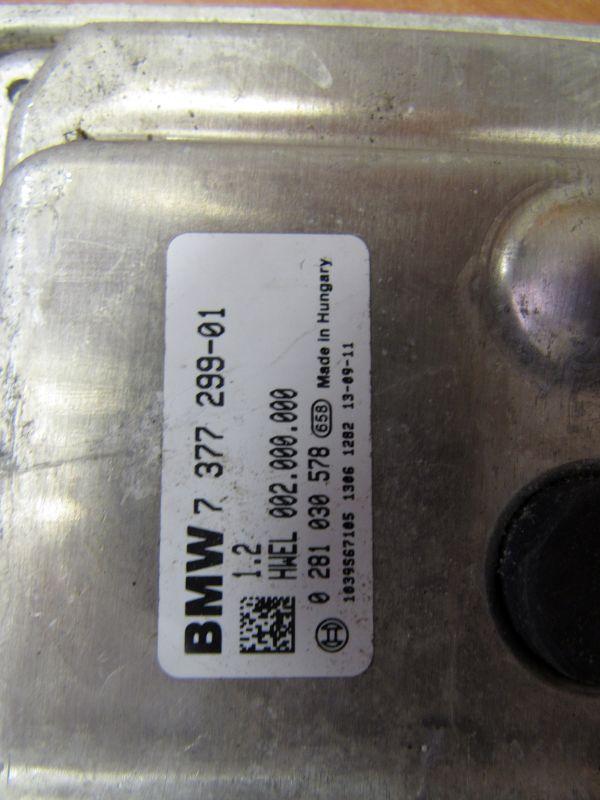 BMW 7 377 299-01
1.2
HWEL 002.000.000
0 281 030 578 658 Made in Hungary
1039S67105 1306 1282 13-09-11